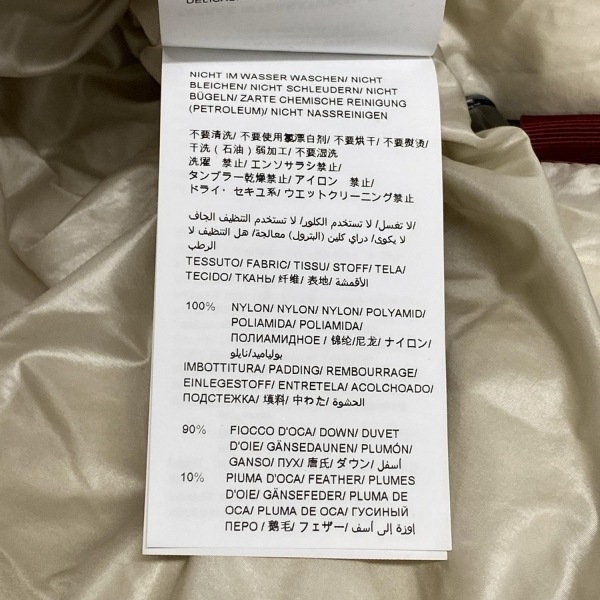 NICHT IM WASSER WASCHEN/ NICHT
BLEICHEN/ NICHT SCHLEUDERN/ NICHT
BÜGELN/ ZARTE CHEMISCHE REINIGUNG
(PETROLEUM)/ NICHT NASSREINIGEN
不要清洗/ 不要使用氯漂白剂/ 不要烘干/ 不要熨烫/
干洗（石油）弱加工/ 不要湿洗
洗濯　禁止/ エンソサラシ禁止/
タンブラー乾燥禁止/ アイロン　禁止/
ドライ・セキユ系/ ウエットクリーニング禁止
لا تغسل/ لا تستخدم الكلور/ لا تستخدم التنظيف الجاف/
لا يكوى/ دراي كلين (البترول) معالجة/ هل التنظيف لا
الرطب
TESSUTO/ FABRIC/ TISSU/ STOFF/ TELA/
TECIDO/ ТКАНЬ/ 纤维/ 表地/ الأقمشة
100% NYLON/ NYLON/ NYLON/ POLYAMID/
POLIAMIDA/ POLIAMIDA/
ПОЛИАМИДНОЕ / 锦纶/尼龙/ ナイロン/
بولياميد/نايلو
IMBOTTITURA/ PADDING/ REMBOURRAGE/
EINLEGESTOFF/ ENTRETELA/ ACOLCHOADO/
ПОДСТЕЖКА/ 填料/ 中わた/ الحشوة
90% FIOCCO D'OCA/ DOWN/ DUVET
D'OIE/ GÄNSEDAUNEN/ PLUMÓN/
GANSO/ ПУХ/ 唐氏/ ダウン/ أسفل
10% PIUMA D'OCA/ FEATHER/ PLUMES
D'OIE/ GÄNSEFEDER/ PLUMA DE
OCA/ PLUMA DE OCA/ ГУСИНЫЙ
ПЕРО / 鹅毛/ フェザー/ اوزة إلى أسف